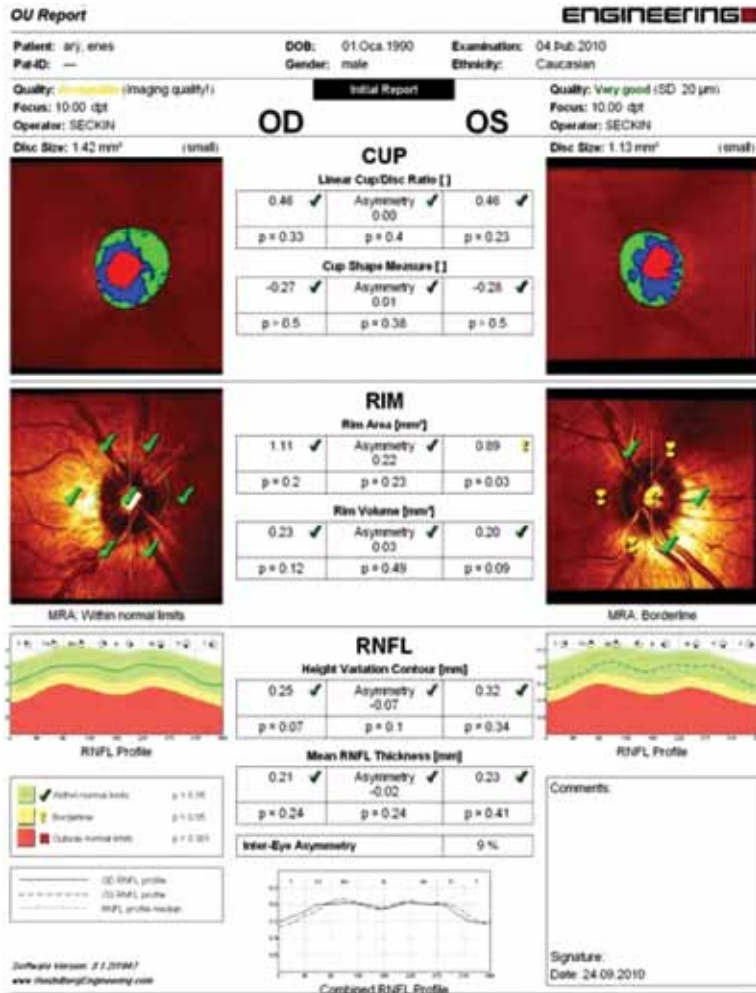 OU Report
ENGINEERING
Patient: arý, enes DOB: 01.Oca.1990 Examination: 04.Þub.2010
Pat-ID: --- Gender: male Ethnicity: Caucasian
Quality: (Imaging quality!) Initial Report Quality: Very good (SD 20 µm)
Focus: 10.00 dpt Focus: 10.00 dpt
Operator: SECKIN OD OS Operator: SECKIN
Disc Size: 1.42 mm² (small) Disc Size: 1.13 mm² (small)
CUP
Linear Cup/Disc Ratio [ ]
0.46 Asymmetry 0.46
0.00
p = 0.33 p = 0.4 p = 0.23
Cup Shape Measure [ ]
-0.27 Asymmetry -0.28
0.01
p > 0.5 p = 0.38 p > 0.5
RIM
Rim Area [mm²]
1.11 Asymmetry 0.89
0.22
p = 0.2 p = 0.23 p = 0.03
Rim Volume [mm³]
0.23 Asymmetry 0.20
0.03
p = 0.12 p = 0.49 p = 0.09
MRA: Within normal limits MRA: Borderline
RNFL
Height Variation Contour [mm]
0.25 Asymmetry 0.32
-0.07
p = 0.07 p = 0.1 p = 0.34
RNFL Profile RNFL Profile
Mean RNFL Thickness [mm]
0.21 Asymmetry 0.23
-0.02
p = 0.24 p = 0.24 p = 0.41
Within normal limits
Borderline
Outside normal limits
Inter-Eye Asymmetry 9 %
Comments:
OD RNFL profile
OS RNFL profile
RNFL profile median
Combined RNFL Profile
Software Version:
www.HeidelbergEngineering.com
Signature:
Date: 24.09.2010